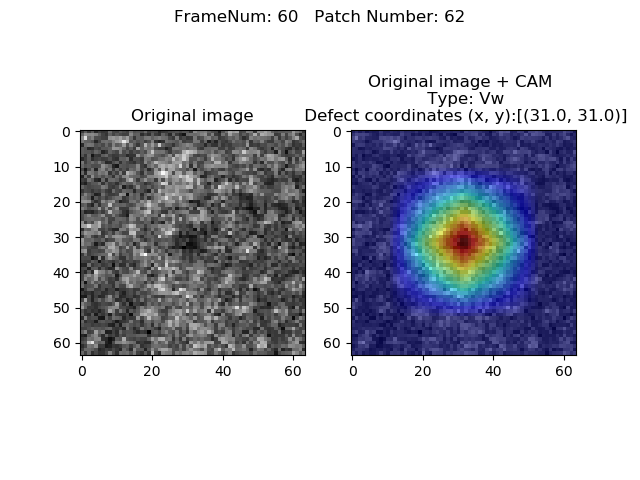 FrameNum: 60   Patch Number: 62
Original image
0
10
20
30
40
50
60
0 20 40 60
Original image + CAM
Type: Vw
Defect coordinates (x, y):[(31.0, 31.0)]
0
10
20
30
40
50
60
0 20 40 60